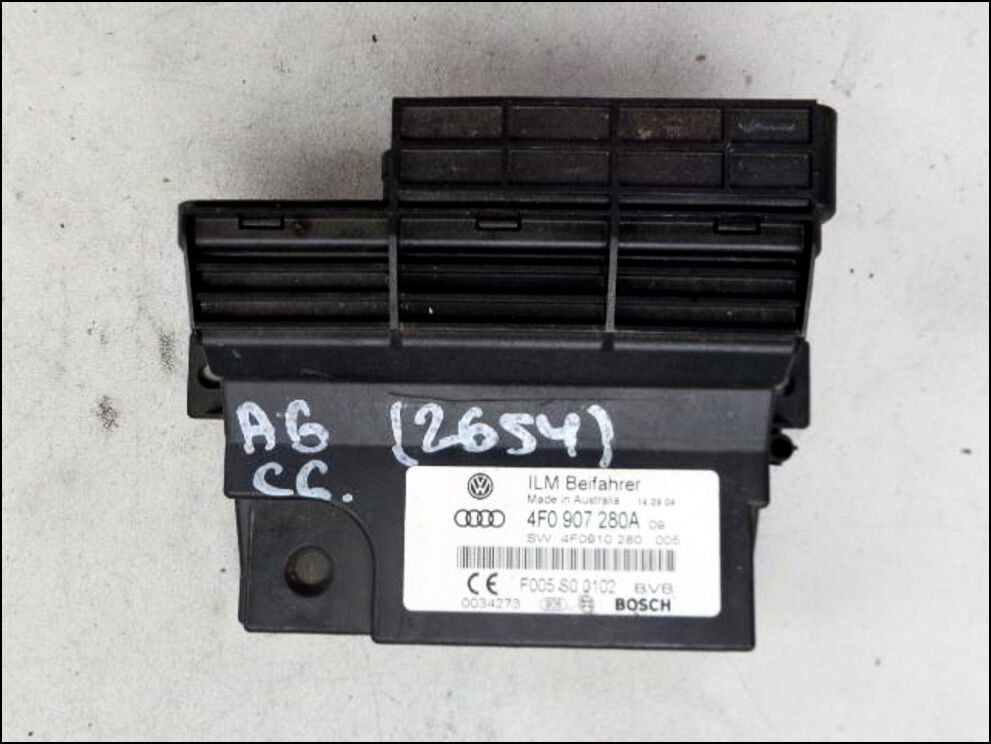 A6 (2654)
C6.
ILM Beifahrer
Made in Australia 14.09.04
4F0 907 280A 09
SW 4F0910 280 005
F005 S0 0102 BVB
0034273 BOSCH